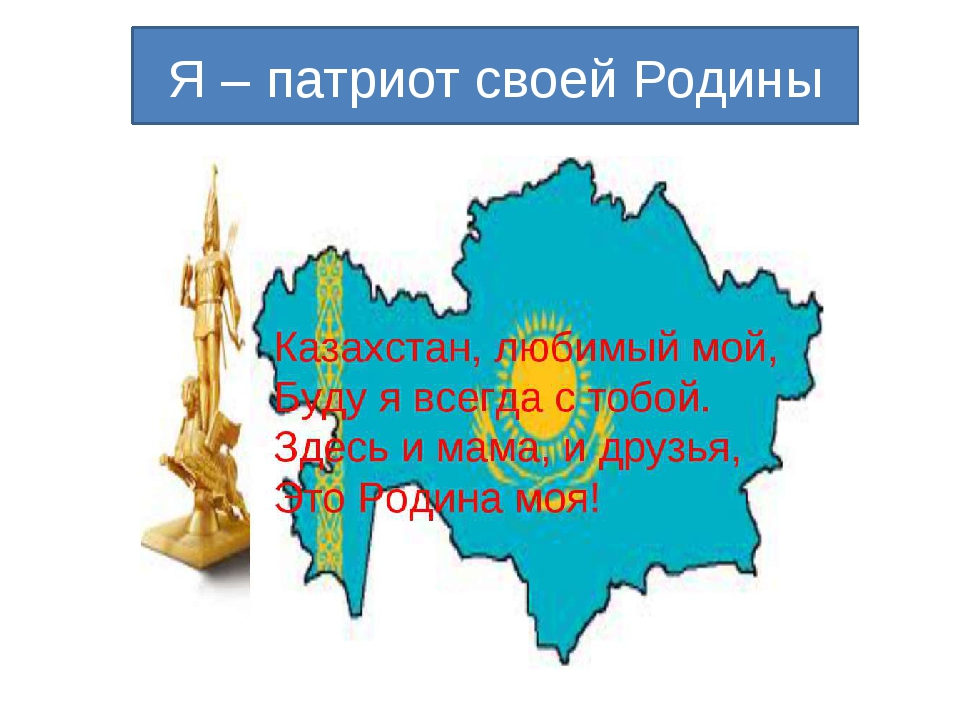 Я – патриот своей Родины
Казахстан, любимый мой,
Буду я всегда с тобой.
Здесь и мама, и друзья,
Это Родина моя!